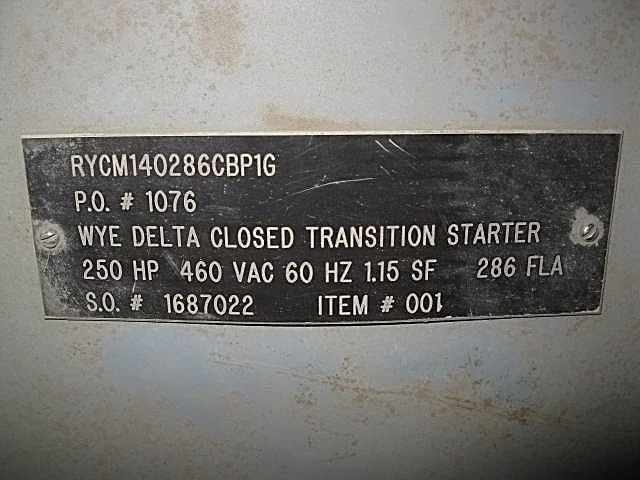 RYCM140286CBP1G
P.O. # 1076
WYE DELTA CLOSED TRANSITION STARTER
250 HP 460 VAC 60 HZ 1.15 SF 286 FLA
S.O. # 1687022 ITEM # 001